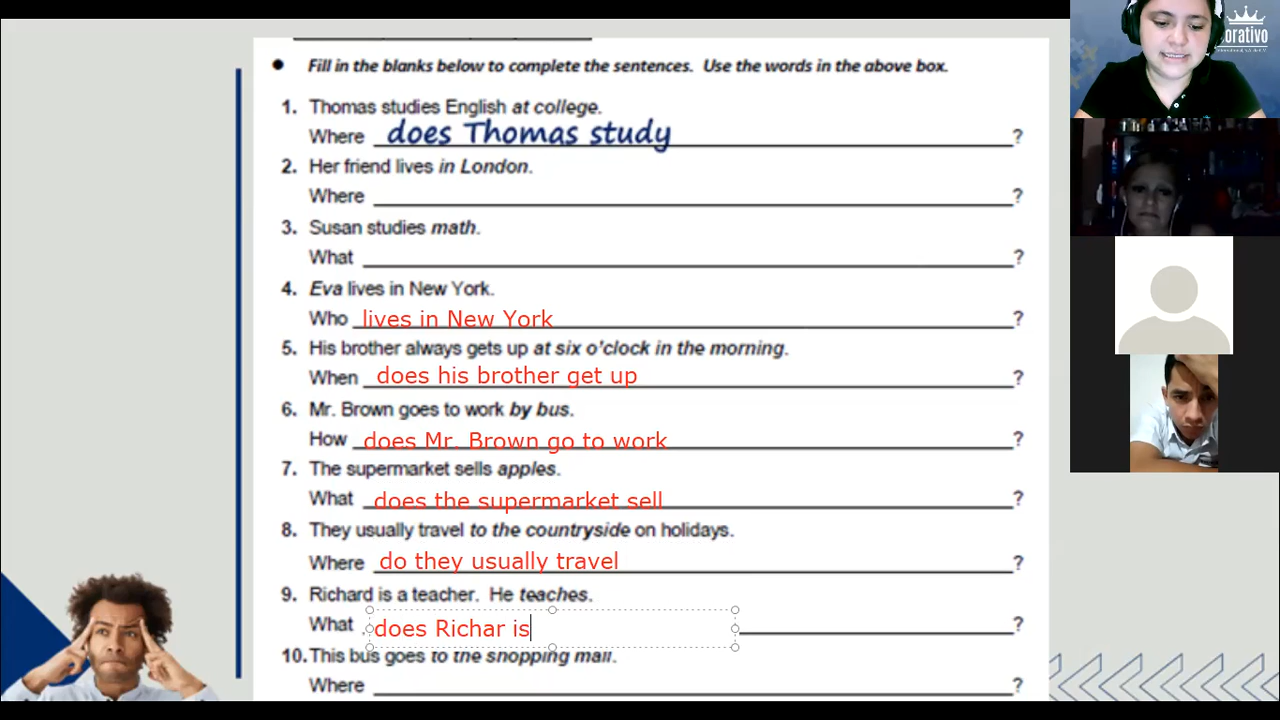 Fill in the blanks below to complete the sentences. Use the words in the above box.
1. Thomas studies English at college.
Where does Thomas study ?
2. Her friend lives in London.
Where ?
3. Susan studies math.
What ?
4. Eva lives in New York.
Who lives in New York ?
5. His brother always gets up at six o'clock in the morning.
When does his brother get up ?
6. Mr. Brown goes to work by bus.
How does Mr. Brown go to work ?
7. The supermarket sells apples.
What does the supermarket sell ?
8. They usually travel to the countryside on holidays.
Where do they usually travel ?
9. Richard is a teacher. He teaches.
What does Richar is ?
10. This bus goes to the shopping mall.
Where ?
orativo